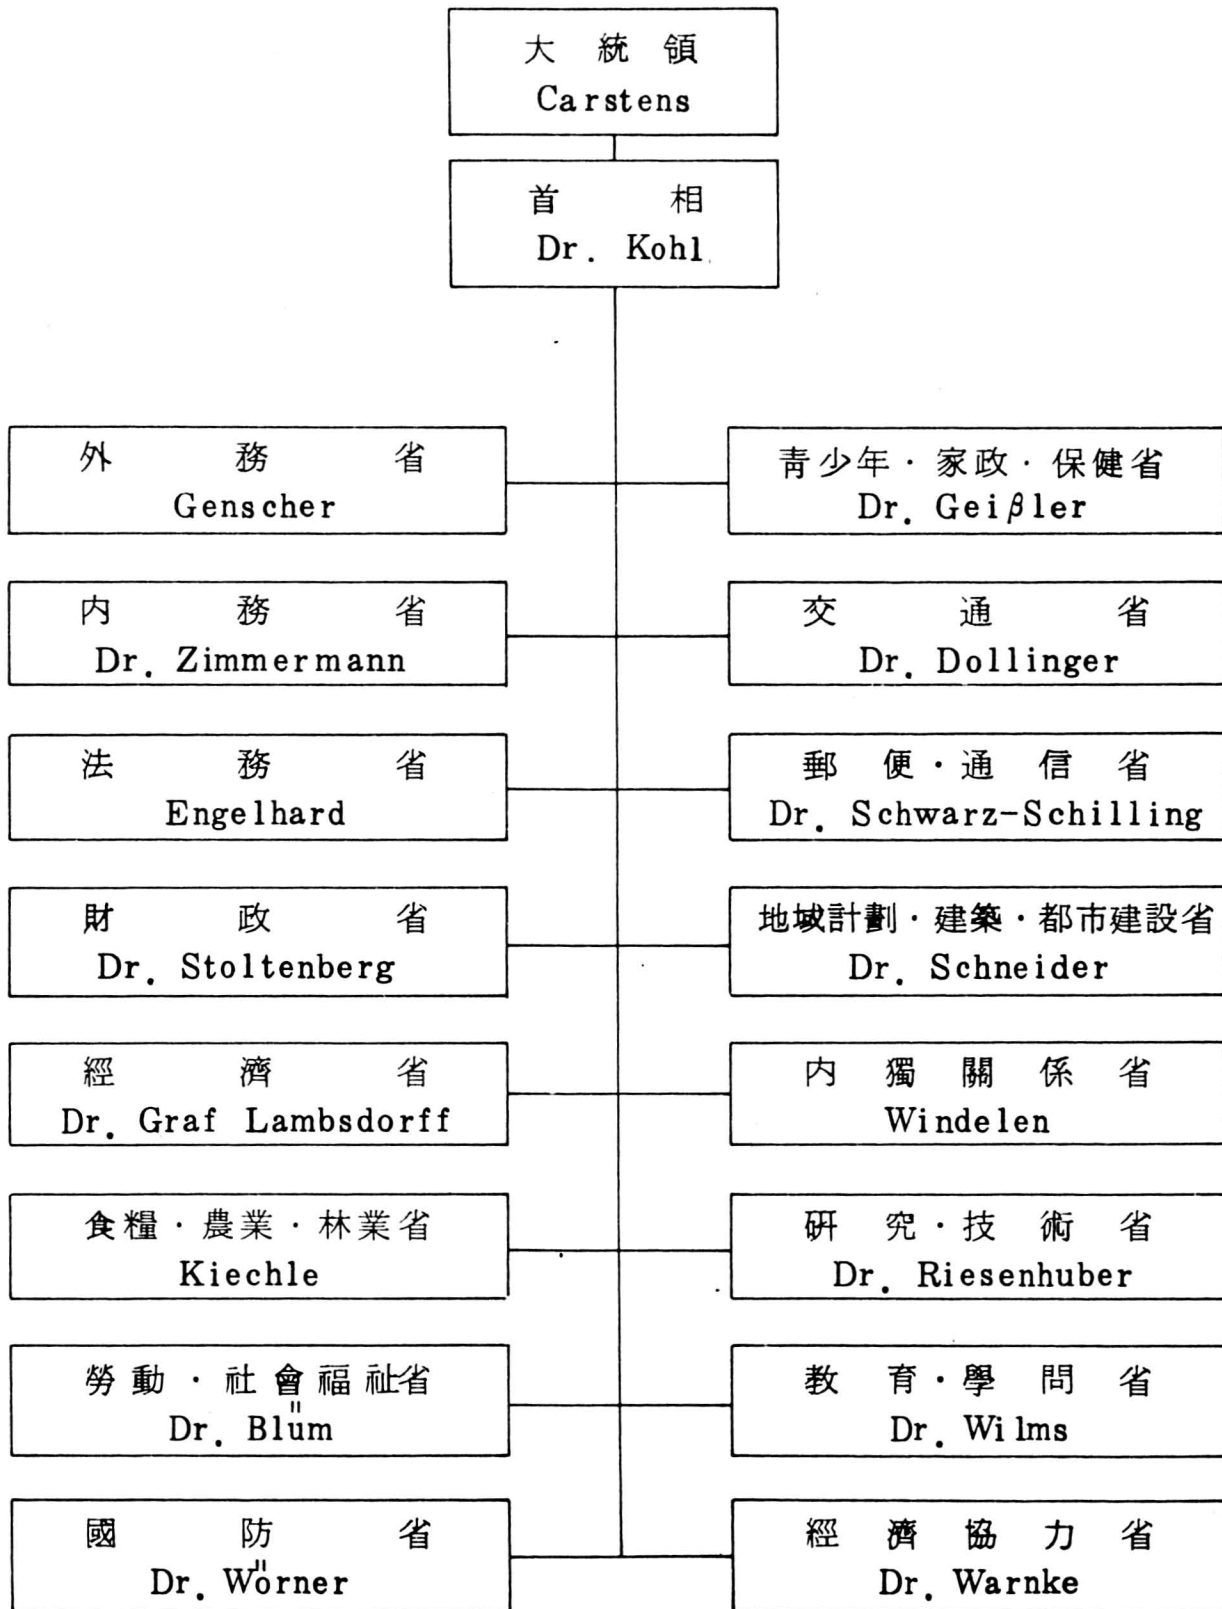 大統領
Carstens
首相
Dr. Kohl
外務省
Genscher
青少年・家政・保健省
Dr. Geißler
内務省
Dr. Zimmermann
交通省
Dr. Dollinger
法務省
Engelhard
郵便・通信省
Dr. Schwarz-Schilling
財政省
Dr. Stoltenberg
地域計劃・建築・都市建設省
Dr. Schneider
經濟省
Dr. Graf Lambsdorff
内獨關係省
Windelen
食糧・農業・林業省
Kiechle
研究・技術省
Dr. Riesenhuber
勞動・社會福祉省
Dr. Blüm
教育・學問省
Dr. Wilms
國防省
Dr. Wörner
經濟協力省
Dr. Warnke